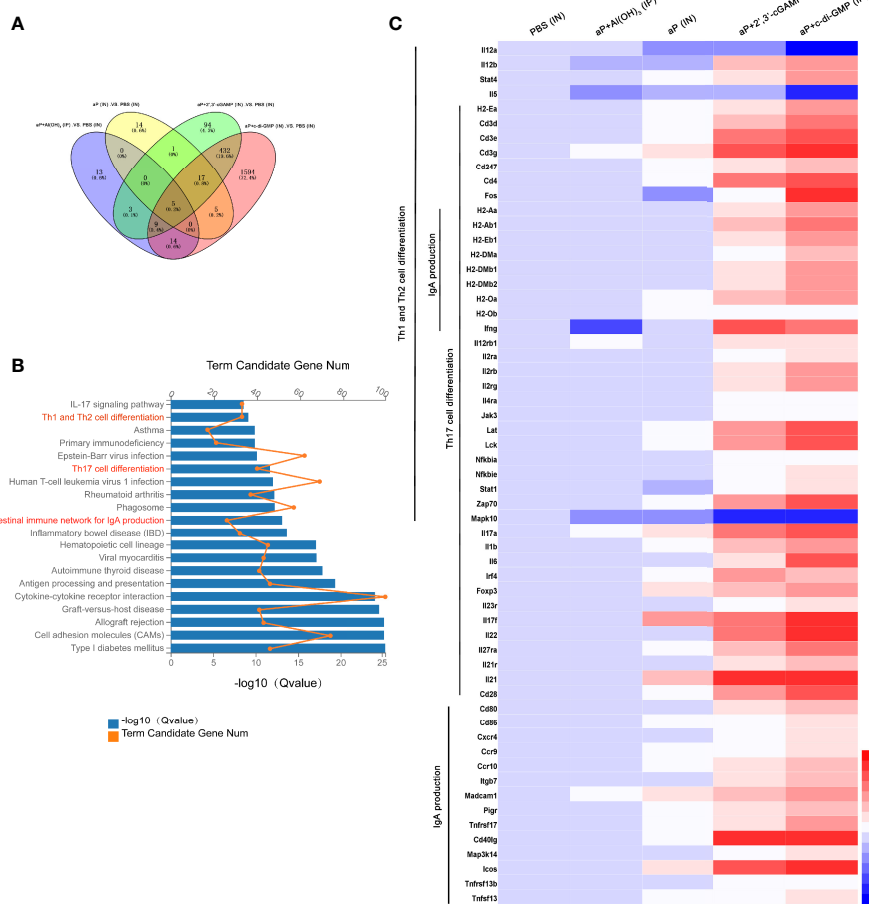 A
aP (IN) .VS. PBS (IN)
aP+2',3'-cGAMP (IN) .VS. PBS (IN)
aP+Al(OH)3 (IP) .VS. PBS (IN)
aP+c-di-GMP (IN) .VS. PBS (IN)
14
94
0
1
432
13
0
17
1594
3
5
5
9
0
14
B
Term Candidate Gene Num
0 20 40 60 80 100
IL-17 signaling pathway
Th1 and Th2 cell differentiation
Asthma
Primary immunodeficiency
Epstein-Barr virus infection
Th17 cell differentiation
Human T-cell leukemia virus 1 infection
Rheumatoid arthritis
Phagosome
estinal immune network for IgA production
Inflammatory bowel disease (IBD)
Hematopoietic cell lineage
Viral myocarditis
Autoimmune thyroid disease
Antigen processing and presentation
Cytokine-cytokine receptor interaction
Graft-versus-host disease
Allograft rejection
Cell adhesion molecules (CAMs)
Type I diabetes mellitus
0 5 10 15 20 25
-log10（Qvalue）
-log10（Qvalue）
Term Candidate Gene Num
C
PBS (IN)
aP+Al(OH)3 (IP)
aP (IN)
aP+2',3'-cGAMP
aP+c-di-GMP
Th1 and Th2 cell differentiation
IgA production
Th17 cell differentiation
IgA production
Il12a
Il12b
Stat4
Il5
H2-Ea
Cd3d
Cd3e
Cd3g
Cd247
Cd4
Fos
H2-Aa
H2-Ab1
H2-Eb1
H2-DMa
H2-DMb1
H2-DMb2
H2-Oa
H2-Ob
Ifng
Il12rb1
Il2ra
Il2rb
Il2rg
Il4ra
Jak3
Lat
Lck
Nfkbia
Nfkbie
Stat1
Zap70
Mapk10
Il17a
Il1b
Il6
Irf4
Foxp3
Il23r
Il17f
Il22
Il27ra
Il21r
Il21
Cd28
Cd80
Cd86
Cxcr4
Ccr9
Ccr10
Itgb7
Madcam1
Pigr
Tnfrsf17
Cd40lg
Map3k14
Icos
Tnfrsf13b
Tnfsf13